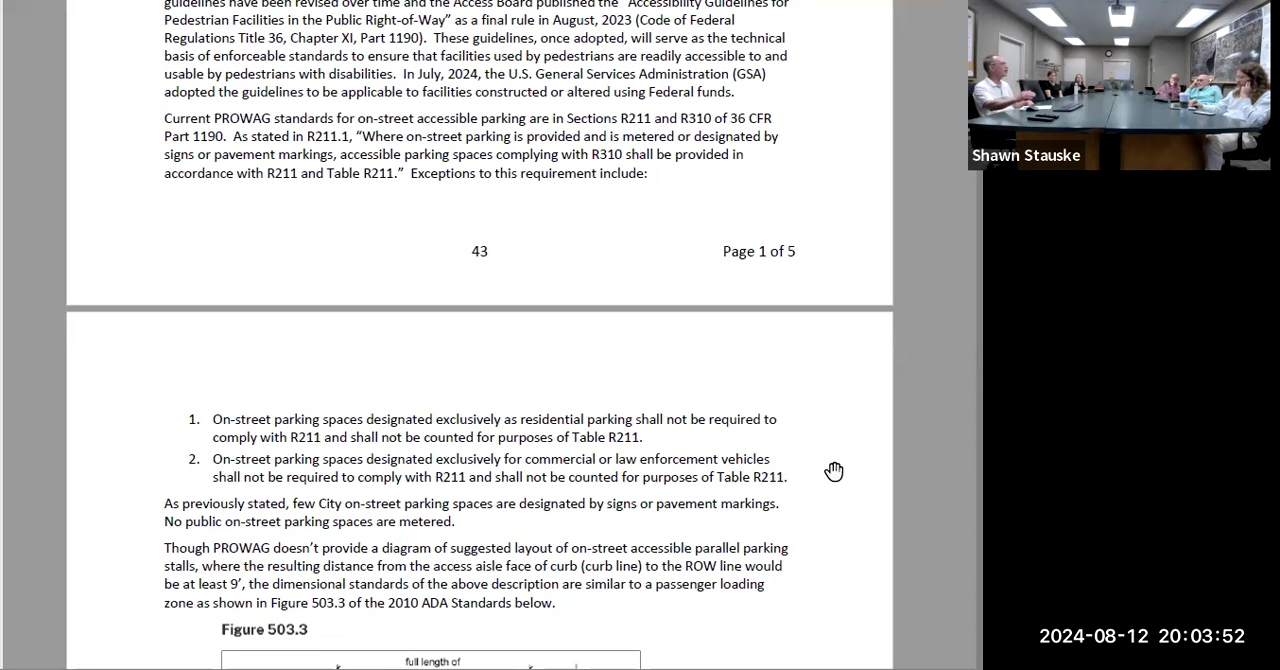 guidelines have been revised over time and the Access Board published the "Accessibility Guidelines for
Pedestrian Facilities in the Public Right-of-Way" as a final rule in August, 2023 (Code of Federal
Regulations Title 36, Chapter XI, Part 1190). These guidelines, once adopted, will serve as the technical
basis of enforceable standards to ensure that facilities used by pedestrians are readily accessible to and
usable by pedestrians with disabilities. In July, 2024, the U.S. General Services Administration (GSA)
adopted the guidelines to be applicable to facilities constructed or altered using Federal funds.
Current PROWAG standards for on-street accessible parking are in Sections R211 and R310 of 36 CFR
Part 1190. As stated in R211.1, "Where on-street parking is provided and is metered or designated by
signs or pavement markings, accessible parking spaces complying with R310 shall be provided in
accordance with R211 and Table R211." Exceptions to this requirement include:
43 Page 1 of 5
1. On-street parking spaces designated exclusively as residential parking shall not be required to
comply with R211 and shall not be counted for purposes of Table R211.
2. On-street parking spaces designated exclusively for commercial or law enforcement vehicles
shall not be required to comply with R211 and shall not be counted for purposes of Table R211.
As previously stated, few City on-street parking spaces are designated by signs or pavement markings.
No public on-street parking spaces are metered.
Though PROWAG doesn't provide a diagram of suggested layout of on-street accessible parallel parking
stalls, where the resulting distance from the access aisle face of curb (curb line) to the ROW line would
be at least 9', the dimensional standards of the above description are similar to a passenger loading
zone as shown in Figure 503.3 of the 2010 ADA Standards below.
Figure 503.3
full length of
Shawn Stauske
2024-08-12 20:03:52